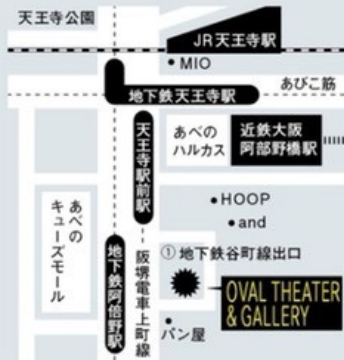 天王寺公園
JR天王寺駅
• MIO
あびこ筋
地下鉄天王寺駅
天王寺駅前駅
あべの
ハルカス
近鉄大阪
阿部野橋駅
あべの
キューズモール
• HOOP
• and
① 地下鉄谷町線出口
地下鉄阿倍野駅
阪堺電車上町線
OVAL THEATER
& GALLERY
パン屋